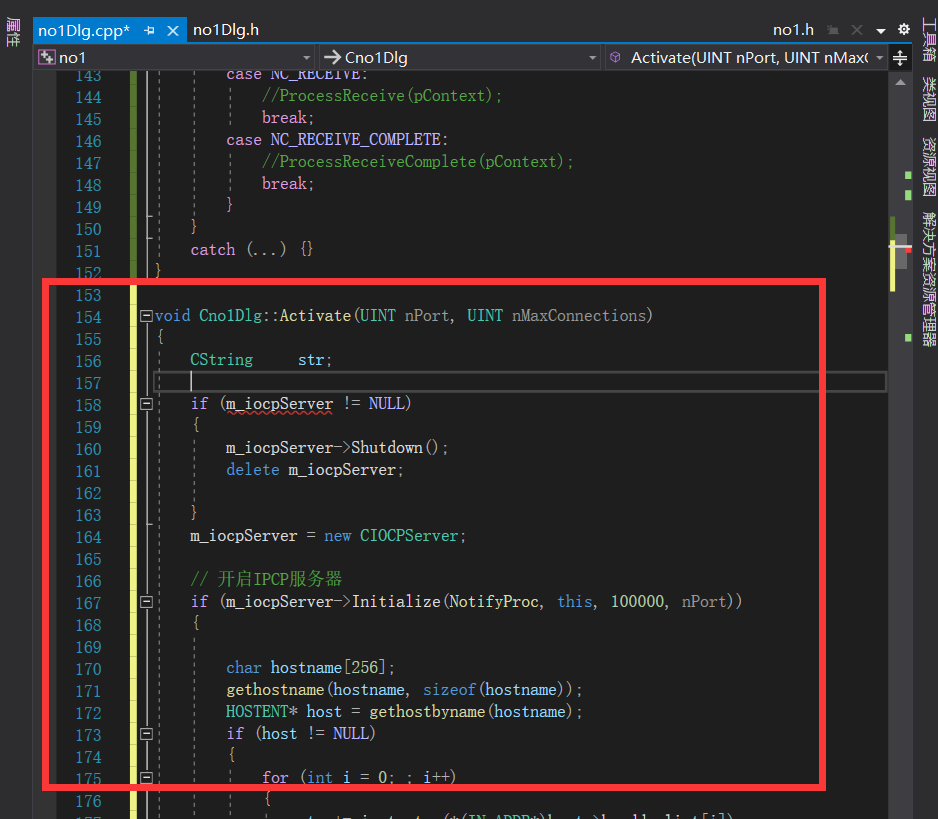 属性
no1Dlg.cpp*
no1Dlg.h
no1.h
no1
Cno1Dlg
Activate(UINT nPort, UINT nMaxC
143 case NC_RECEIVE:
144 //ProcessReceive(pContext);
145 break;
146 case NC_RECEIVE_COMPLETE:
147 //ProcessReceiveComplete(pContext);
148 break;
149 }
150 }
151 catch (...) {}
152 }
153
154 void Cno1Dlg::Activate(UINT nPort, UINT nMaxConnections)
155 {
156 CString str;
157
158 if (m_iocpServer != NULL)
159 {
160 m_iocpServer->Shutdown();
161 delete m_iocpServer;
162
163 }
164 m_iocpServer = new CIOCPServer;
165
166 // 开启IPCP服务器
167 if (m_iocpServer->Initialize(NotifyProc, this, 100000, nPort))
168 {
169
170 char hostname[256];
171 gethostname(hostname, sizeof(hostname));
172 HOSTENT* host = gethostbyname(hostname);
173 if (host != NULL)
174 {
175 for (int i = 0; ; i++)
176 {
工具箱
类视图
资源视图
解决方案资源管理器